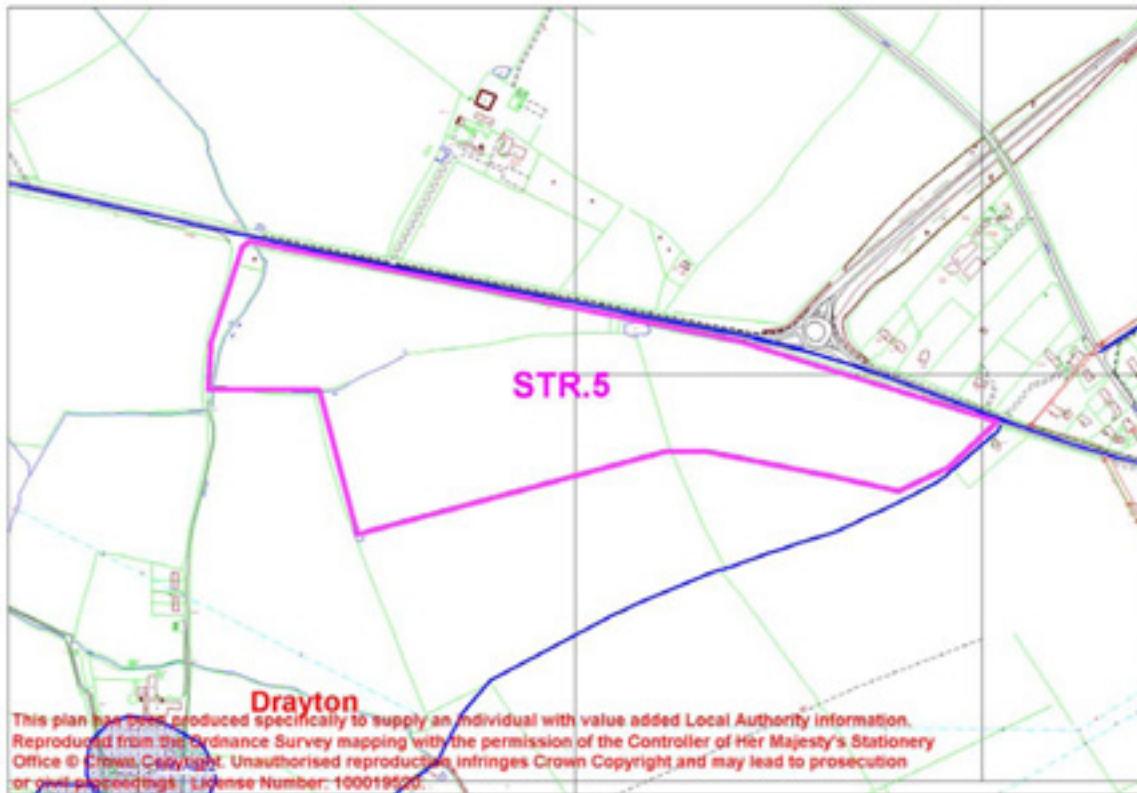 STR.5
Drayton
This plan has been produced specifically to supply an individual with value added Local Authority information.
Reproduced from the Ordnance Survey mapping with the permission of the Controller of Her Majesty's Stationery
Office © Crown Copyright. Unauthorised reproduction infringes Crown Copyright and may lead to prosecution
or civil proceedings License Number: 100019520.